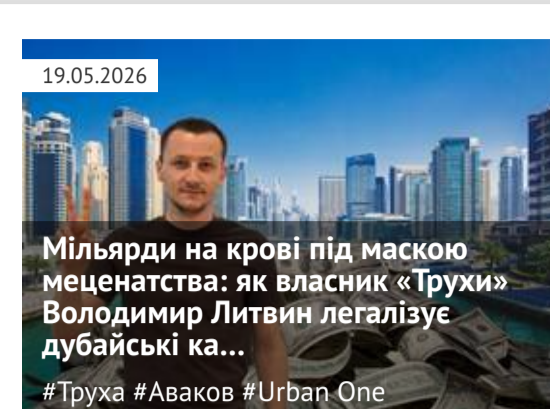 19.05.2026
Мільярди на крові під маскою
меценатства: як власник «Трухи»
Володимир Литвин легалізує
дубайські ка...
#Труха #Аваков #Urban One